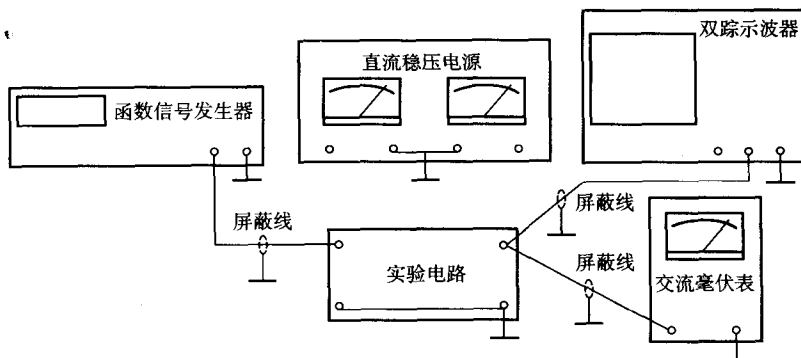 双踪示波器
直流稳压电源
函数信号发生器
屏蔽线
屏蔽线
实验电路
屏蔽线
交流毫伏表